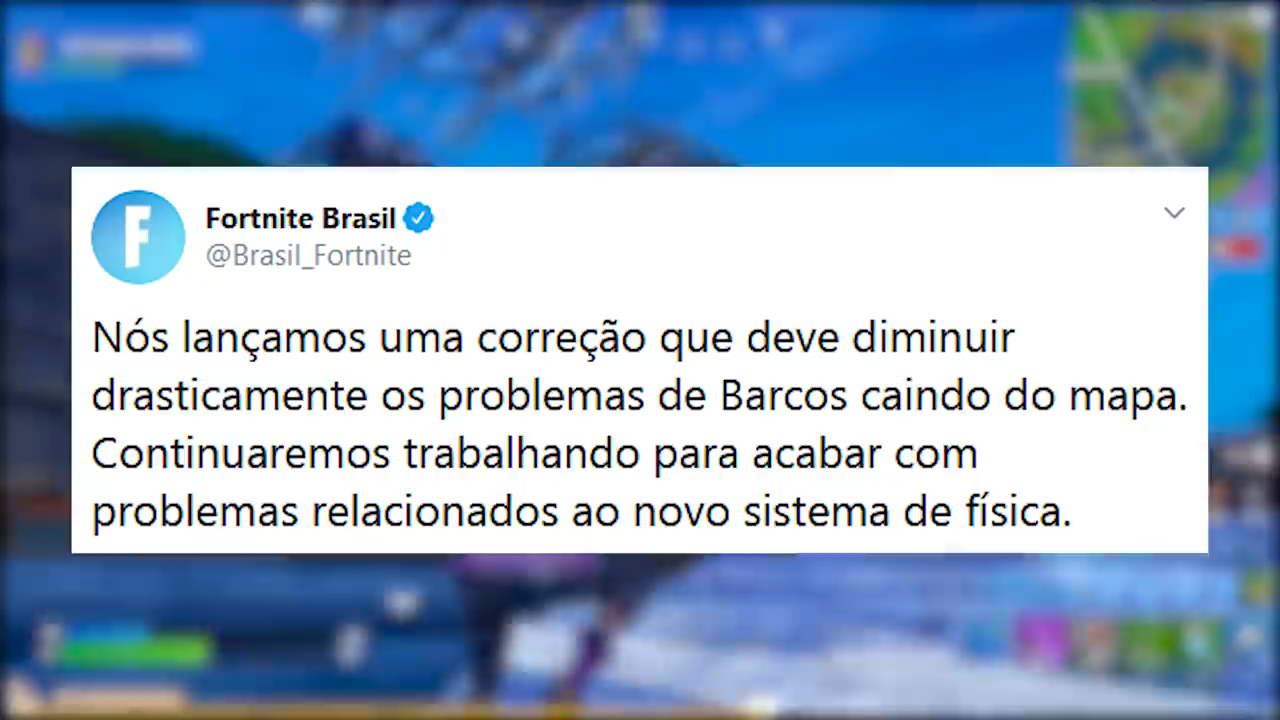 F
Fortnite Brasil
@Brasil_Fortnite
Nós lançamos uma correção que deve diminuir
drasticamente os problemas de Barcos caindo do mapa.
Continuaremos trabalhando para acabar com
problemas relacionados ao novo sistema de física.